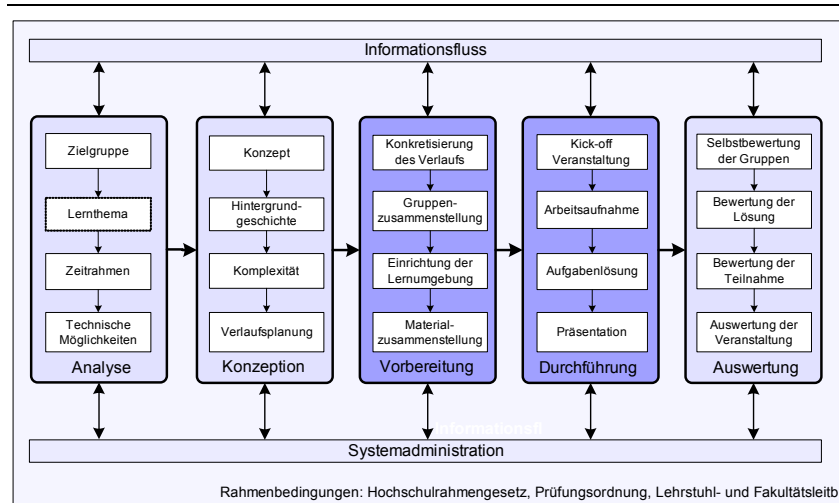 Informationsfluss
Zielgruppe
Lernthema
Zeitrahmen
Technische
Möglichkeiten
Analyse
Konzept
Hintergrund-
geschichte
Komplexität
Verlaufsplanung
Konzeption
Konkretisierung
des Verlaufs
Gruppen-
zusammenstellung
Einrichtung der
Lernumgebung
Material-
zusammenstellung
Vorbereitung
Kick-off
Veranstaltung
Arbeitsaufnahme
Aufgabenlösung
Präsentation
Durchführung
Selbstbewertung
der Gruppen
Bewertung der
Lösung
Bewertung der
Teilnahme
Auswertung der
Veranstaltung
Auswertung
Informationsfl
Systemadministration
Rahmenbedingungen: Hochschulrahmengesetz, Prüfungsordnung, Lehrstuhl- und Fakultätsleitb